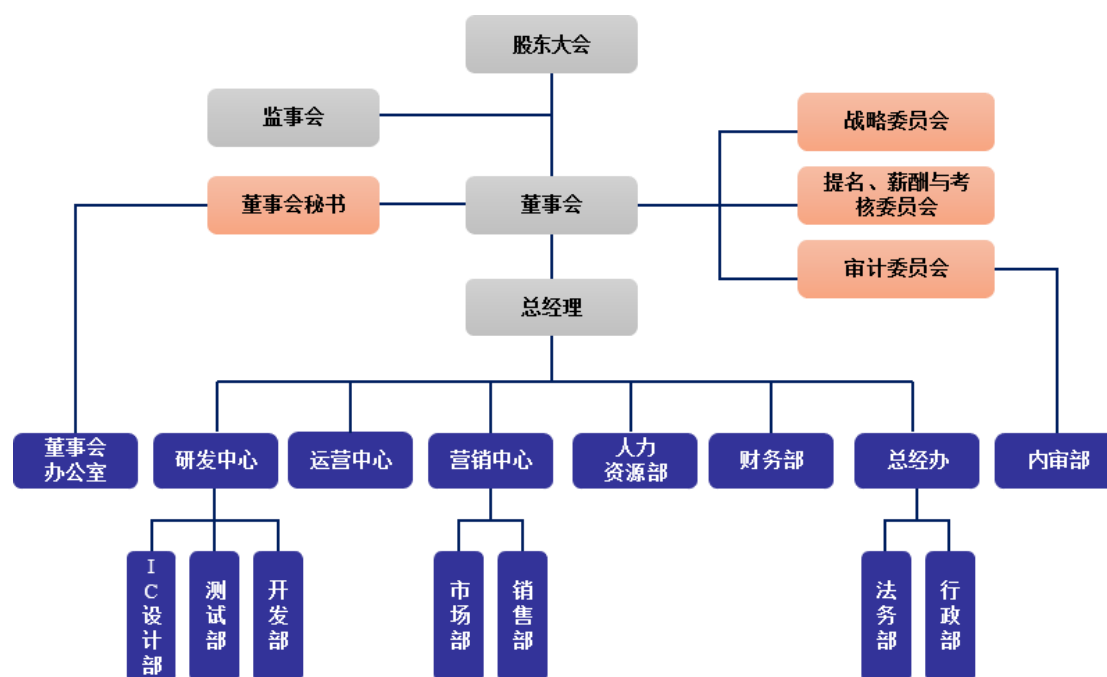 股东大会
监事会
战略委员会
董事会秘书
董事会
提名、薪酬与考
核委员会
审计委员会
总经理
董事会
办公室
研发中心
运营中心
营销中心
人力
资源部
财务部
总经办
内审部
IC设计部
测试部
开发部
市场部
销售部
法务部
行政部